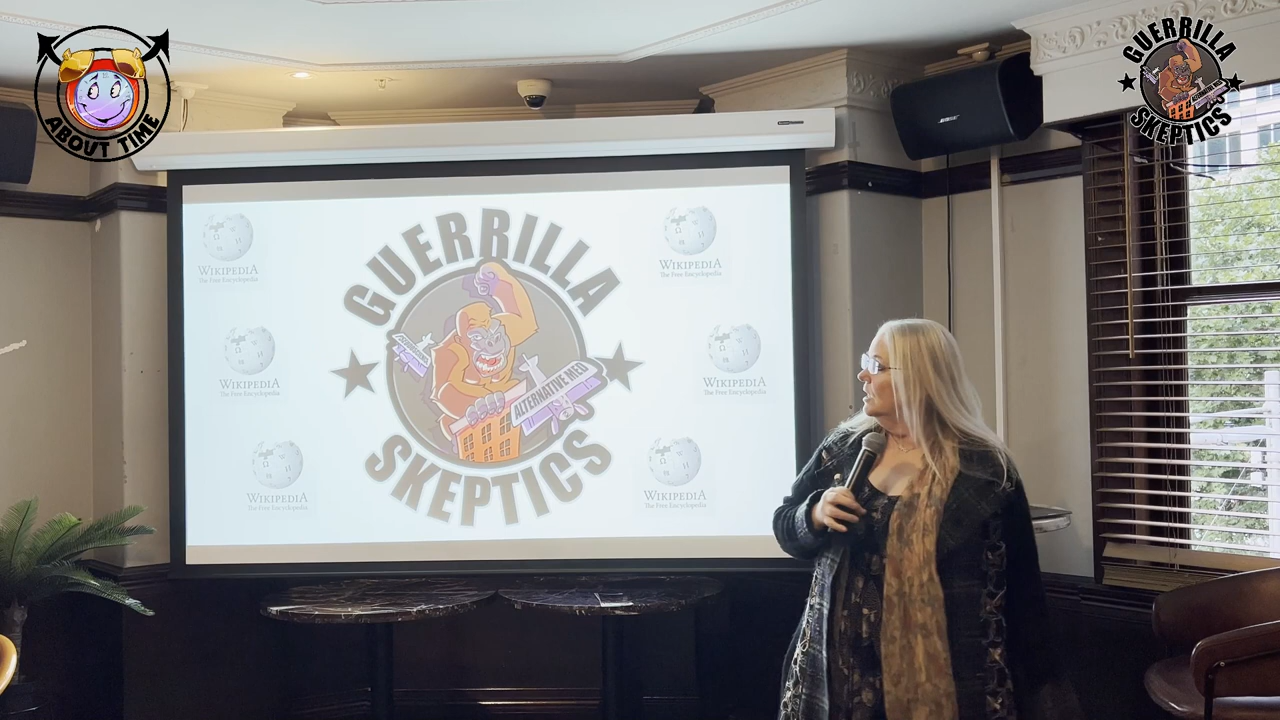 ABOUT TIME
GUERRILLA
SKEPTICS
BOSE
GUERRILLA
ALTERNATIVE MED
SKEPTICS
WIKIPEDIA
The Free Encyclopedia
WIKIPEDIA
The Free Encyclopedia
WIKIPEDIA
The Free Encyclopedia
WIKIPEDIA
The Free Encyclopedia
WIKIPEDIA
The Free Encyclopedia
WIKIPEDIA
The Free Encyclopedia